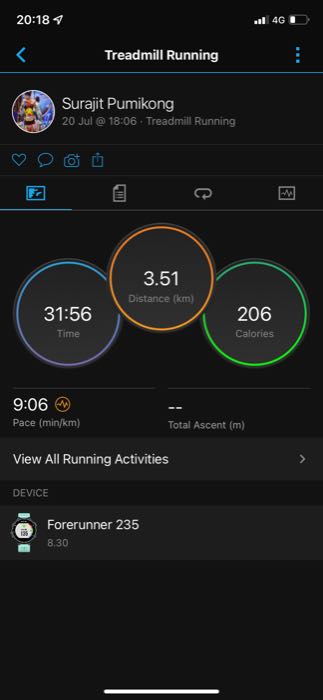 20:18
4G
Treadmill Running
Surajit Pumikong
20 Jul @ 18:06 · Treadmill Running
3.51
Distance (km)
31:56
Time
206
Calories
9:06
Pace (min/km)
--
Total Ascent (m)
View All Running Activities
DEVICE
Forerunner 235
8.30